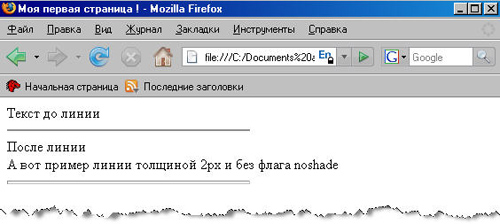 Моя первая страница ! - Mozilla Firefox
Файл Правка Вид Журнал Закладки Инструменты Справка
file:///C:/Documents%20a En Google
Начальная страница Последние заголовки
Текст до линии
После линии
А вот пример линии толщиной 2px и без флага noshade